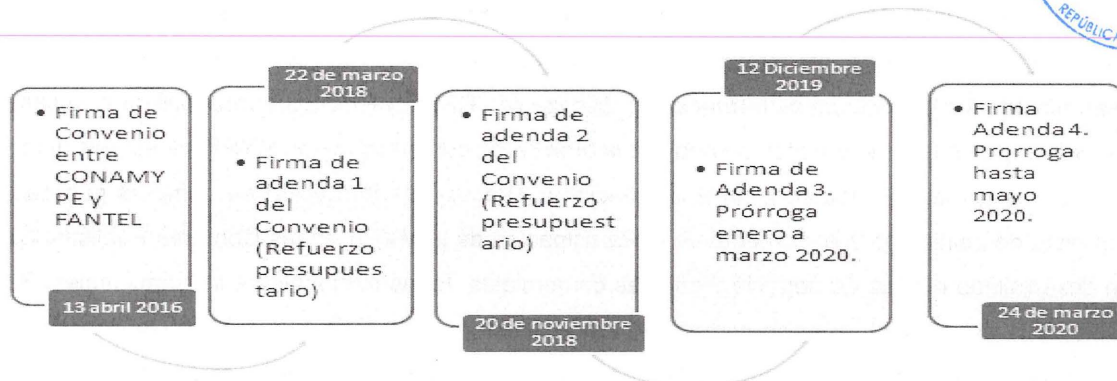 REPÚBLICA
• Firma de
Convenio
entre
CONAMY
PE y
FANTEL
13 abril 2016
22 de marzo
2018
• Firma de
adenda 1
del
Convenio
(Refuerzo
presupues
tario)
• Firma de
adenda 2
del
Convenio
(Refuerzo
presupuest
ario)
20 de noviembre
2018
12 Diciembre
2019
• Firma de
Adenda 3.
Prórroga
enero a
marzo 2020.
• Firma
Adenda 4.
Prorroga
hasta
mayo
2020.
24 de marzo
2020